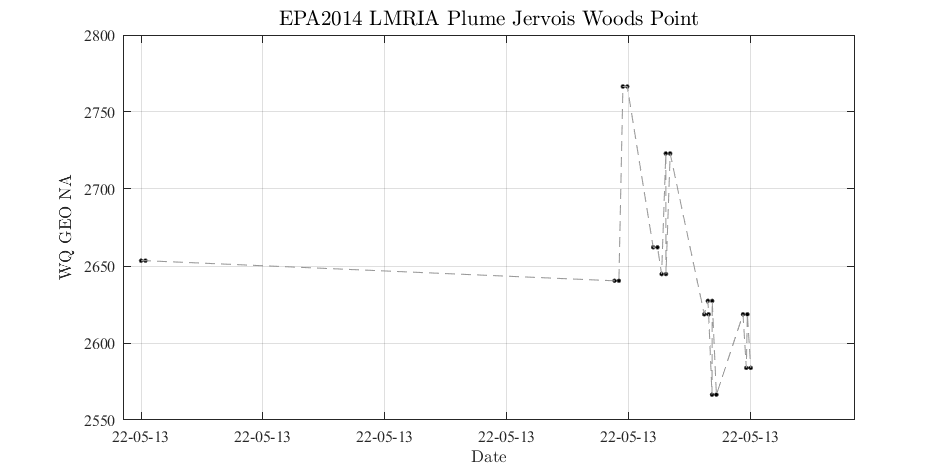 EPA2014 LMRIA Plume Jervois Woods Point
2800
2750
2700
2650
2600
2550
WQ GEO NA
22-05-13 22-05-13 22-05-13 22-05-13 22-05-13 22-05-13
Date